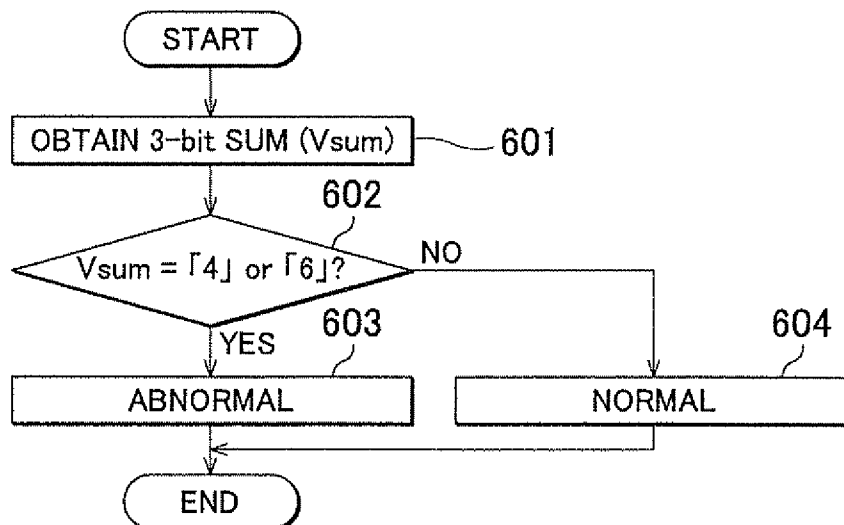 START
OBTAIN 3-bit SUM (Vsum)
601
602
Vsum = ｢4｣ or ｢6｣?
NO
YES
603
604
ABNORMAL
NORMAL
END